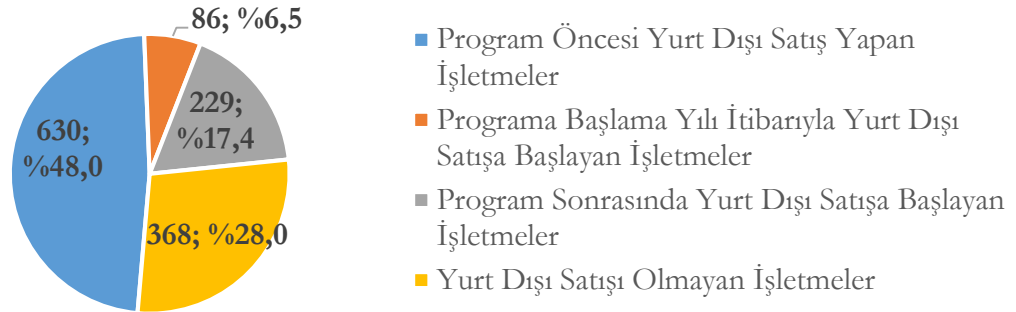 86; %6,5
229;
%17,4
630;
%48,0
368; %28,0
Program Öncesi Yurt Dışı Satış Yapan
İşletmeler
Programa Başlama Yılı İtibarıyla Yurt Dışı
Satışa Başlayan İşletmeler
Program Sonrasında Yurt Dışı Satışa Başlayan
İşletmeler
Yurt Dışı Satışı Olmayan İşletmeler